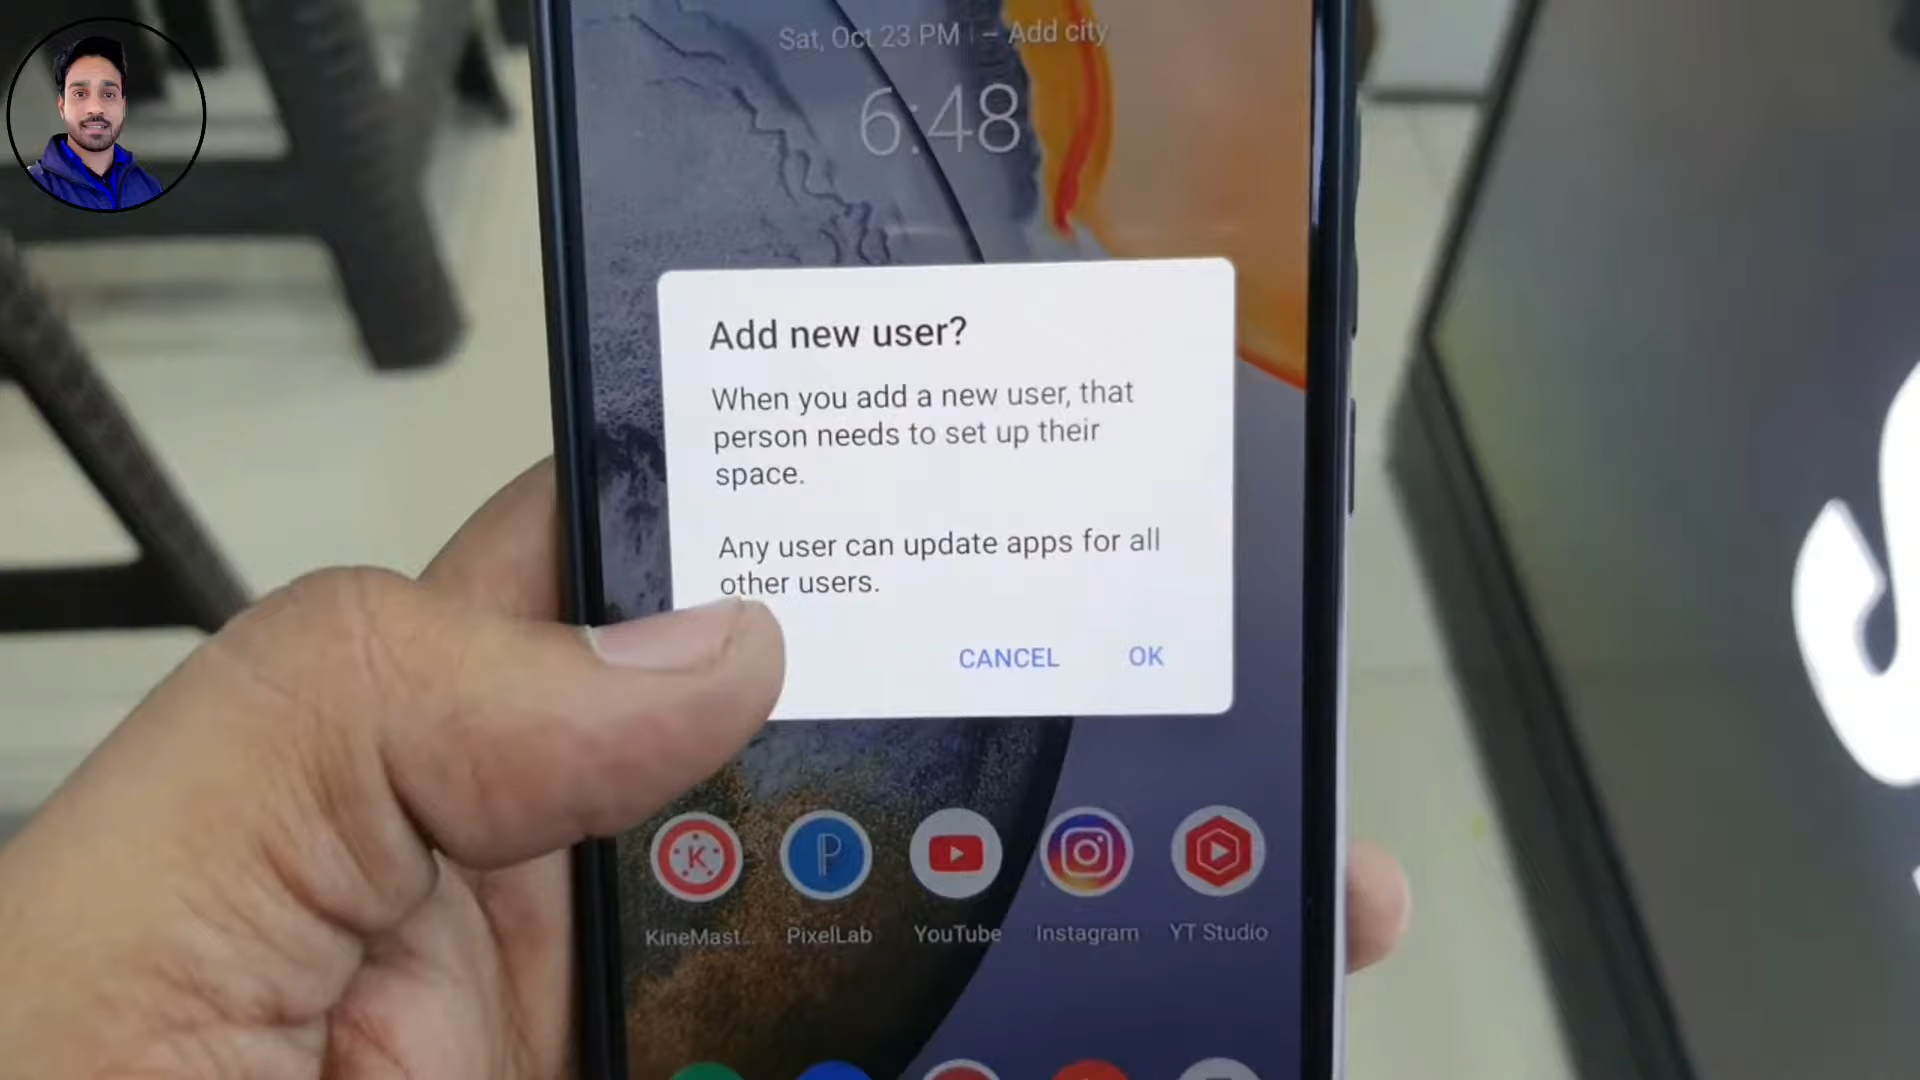 Sat, Oct 23 PM | – Add city
6:48
Add new user?
When you add a new user, that
person needs to set up their
space.
Any user can update apps for all
other users.
CANCEL
OK
KineMast...
PixelLab
YouTube
Instagram
YT Studio